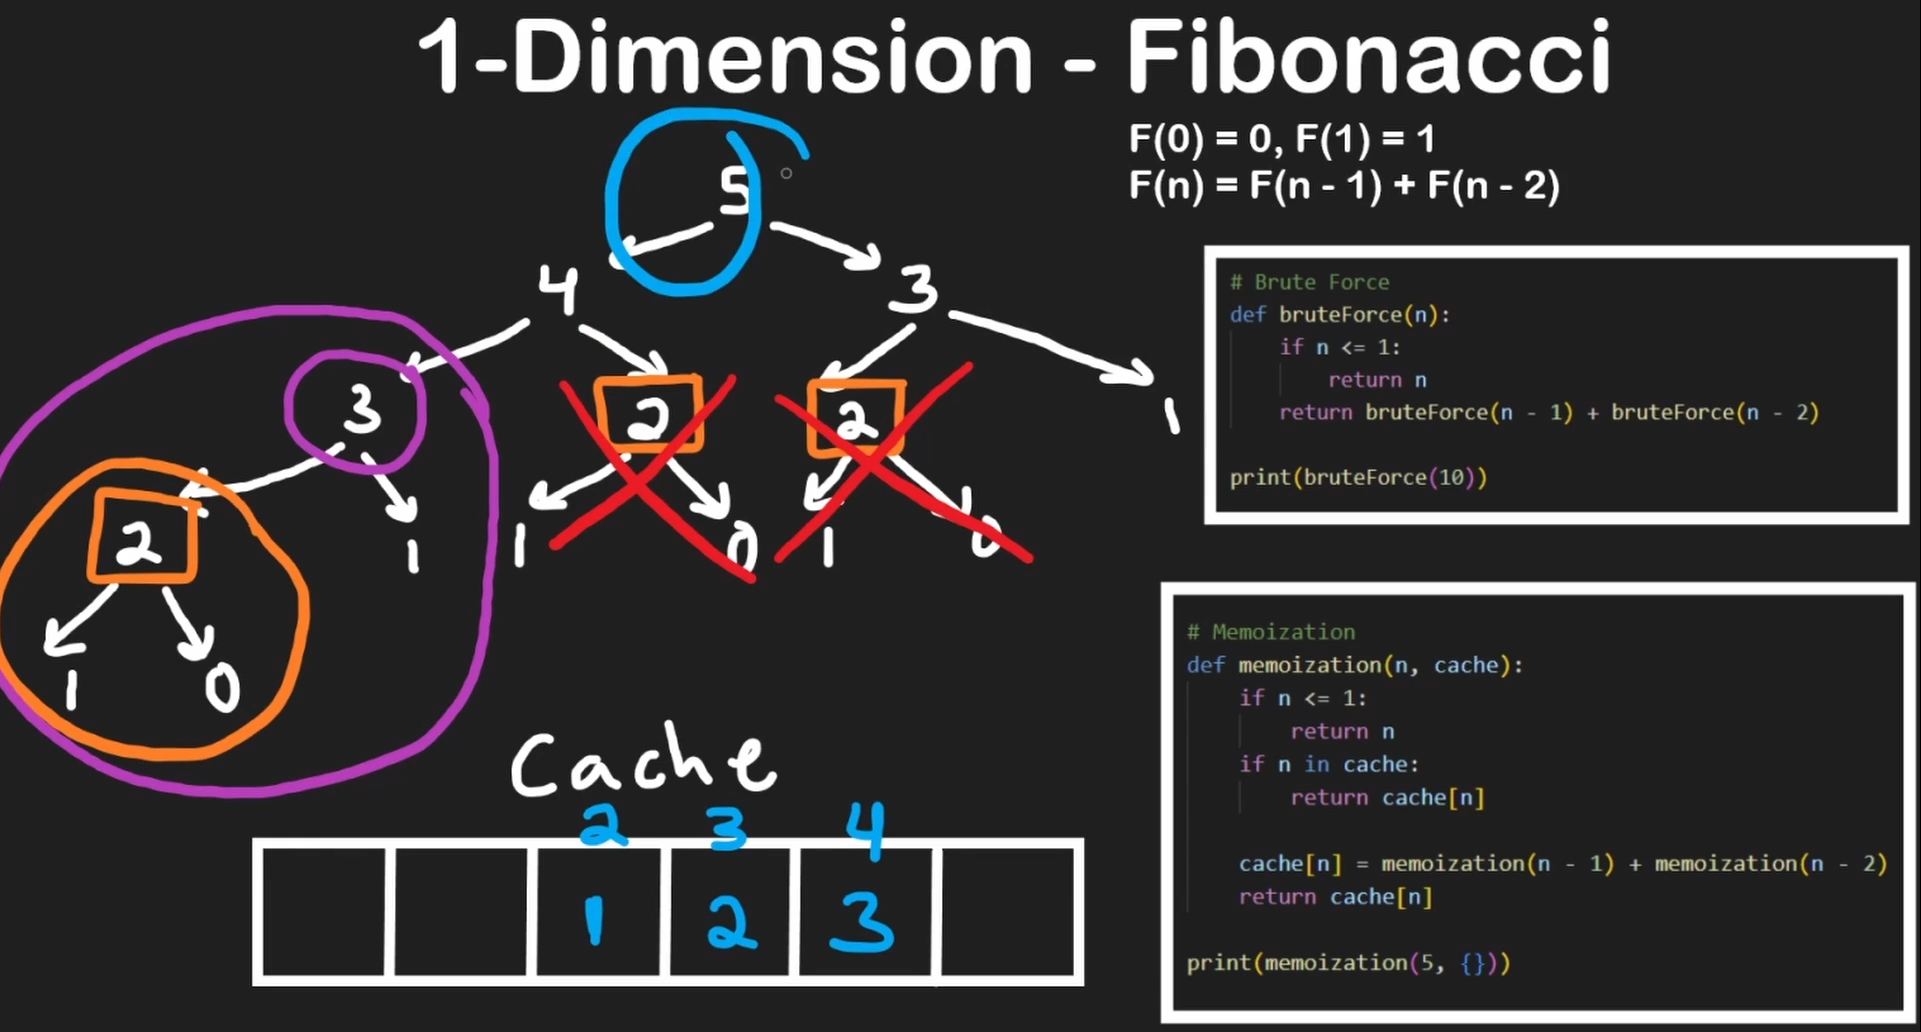 1-Dimension - Fibonacci
F(0) = 0, F(1) = 1
F(n) = F(n - 1) + F(n - 2)
5
4 3
3 2 2 1
2 1 1 0 1 0
1 0
Cache
2 3 4
1 2 3
# Brute Force
def bruteForce(n):
    if n <= 1:
        return n
    return bruteForce(n - 1) + bruteForce(n - 2)
print(bruteForce(10))
# Memoization
def memoization(n, cache):
    if n <= 1:
        return n
    if n in cache:
        return cache[n]
    cache[n] = memoization(n - 1) + memoization(n - 2)
    return cache[n]
print(memoization(5, {}))